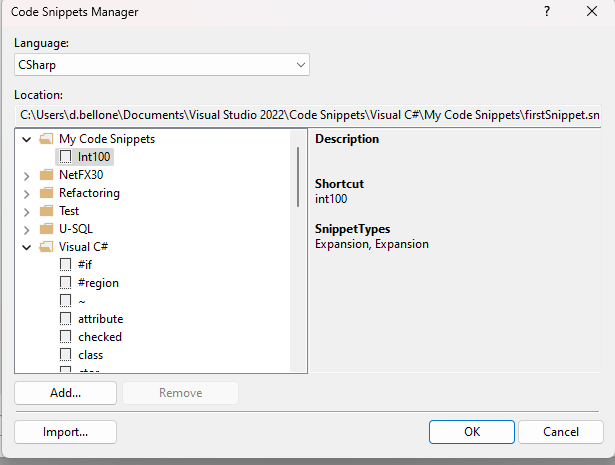 Code Snippets Manager
?
Language:
CSharp
Location:
C:\Users\d.bellone\Documents\Visual Studio 2022\Code Snippets\Visual C#\My Code Snippets\firstSnippet.sn
My Code Snippets
Int100
NetFX30
Refactoring
Test
U-SQL
Visual C#
#if
#region
~
attribute
checked
class
Description
Shortcut
int100
SnippetTypes
Expansion, Expansion
Add...
Remove
Import...
OK
Cancel